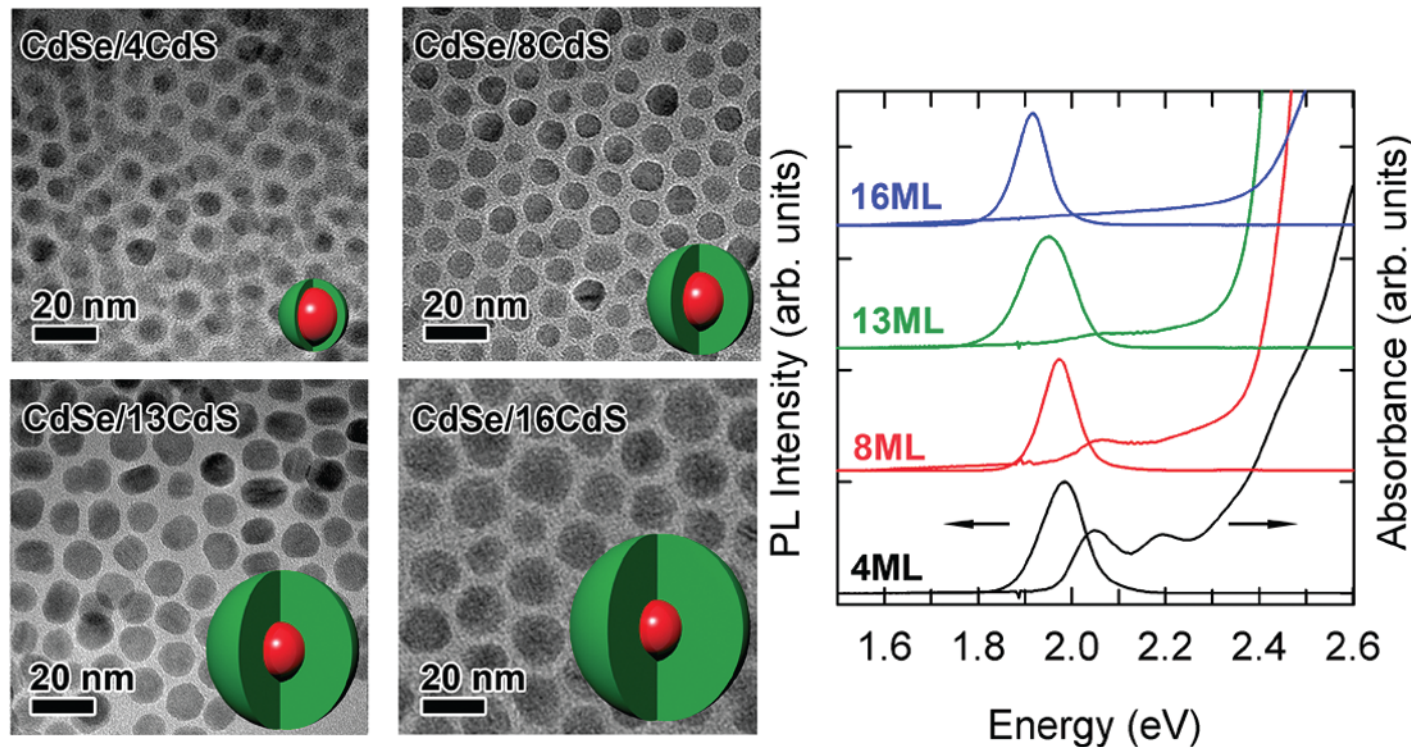 CdSe/4CdS
20 nm
CdSe/8CdS
20 nm
CdSe/13CdS
20 nm
CdSe/16CdS
20 nm
PL Intensity (arb. units)
16ML
13ML
8ML
4ML
1.6 1.8 2.0 2.2 2.4 2.6
Energy (eV)
Absorbance (arb. units)